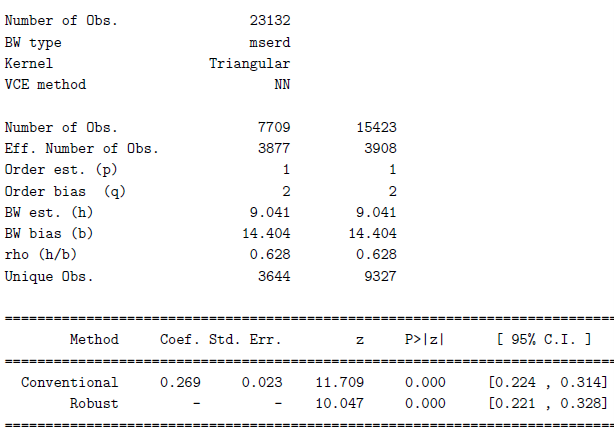 Number of Obs. 23132
BW type mserd
Kernel Triangular
VCE method NN
Number of Obs. 7709 15423
Eff. Number of Obs. 3877 3908
Order est. (p) 1 1
Order bias (q) 2 2
BW est. (h) 9.041 9.041
BW bias (b) 14.404 14.404
rho (h/b) 0.628 0.628
Unique Obs. 3644 9327
=============================================================================
Method Coef. Std. Err. z P>|z| [ 95% C.I. ]
=============================================================================
Conventional 0.269 0.023 11.709 0.000 [0.224 , 0.314]
Robust - - 10.047 0.000 [0.221 , 0.328]
=============================================================================